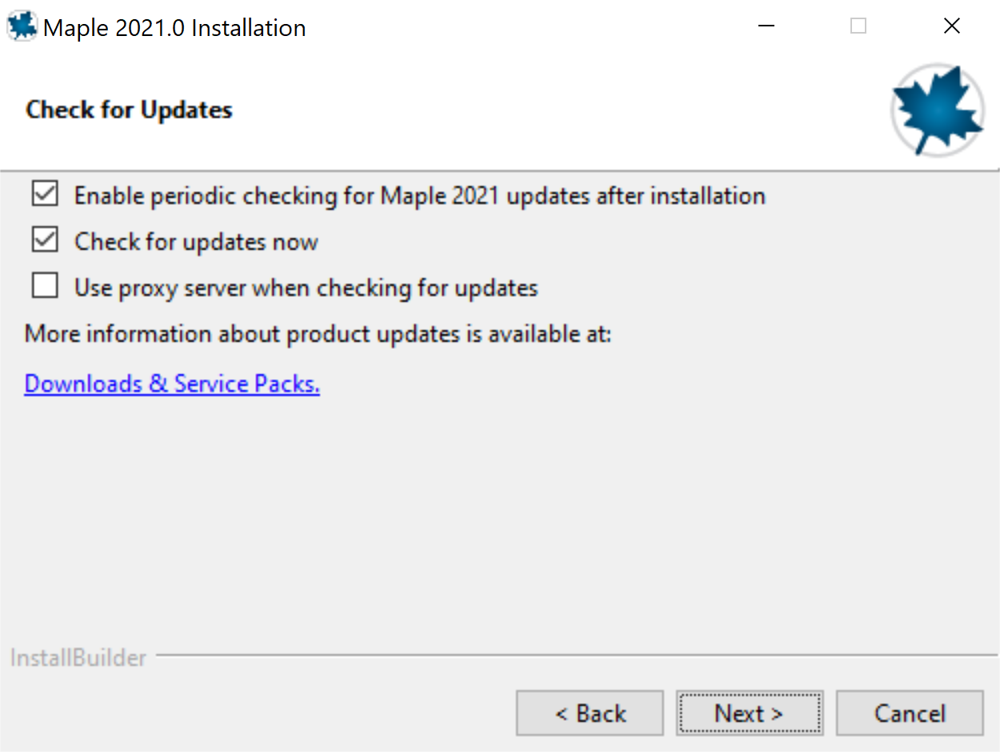 Maple 2021.0 Installation
Check for Updates
Enable periodic checking for Maple 2021 updates after installation
Check for updates now
Use proxy server when checking for updates
More information about product updates is available at:
Downloads & Service Packs.
InstallBuilder
< Back
Next >
Cancel